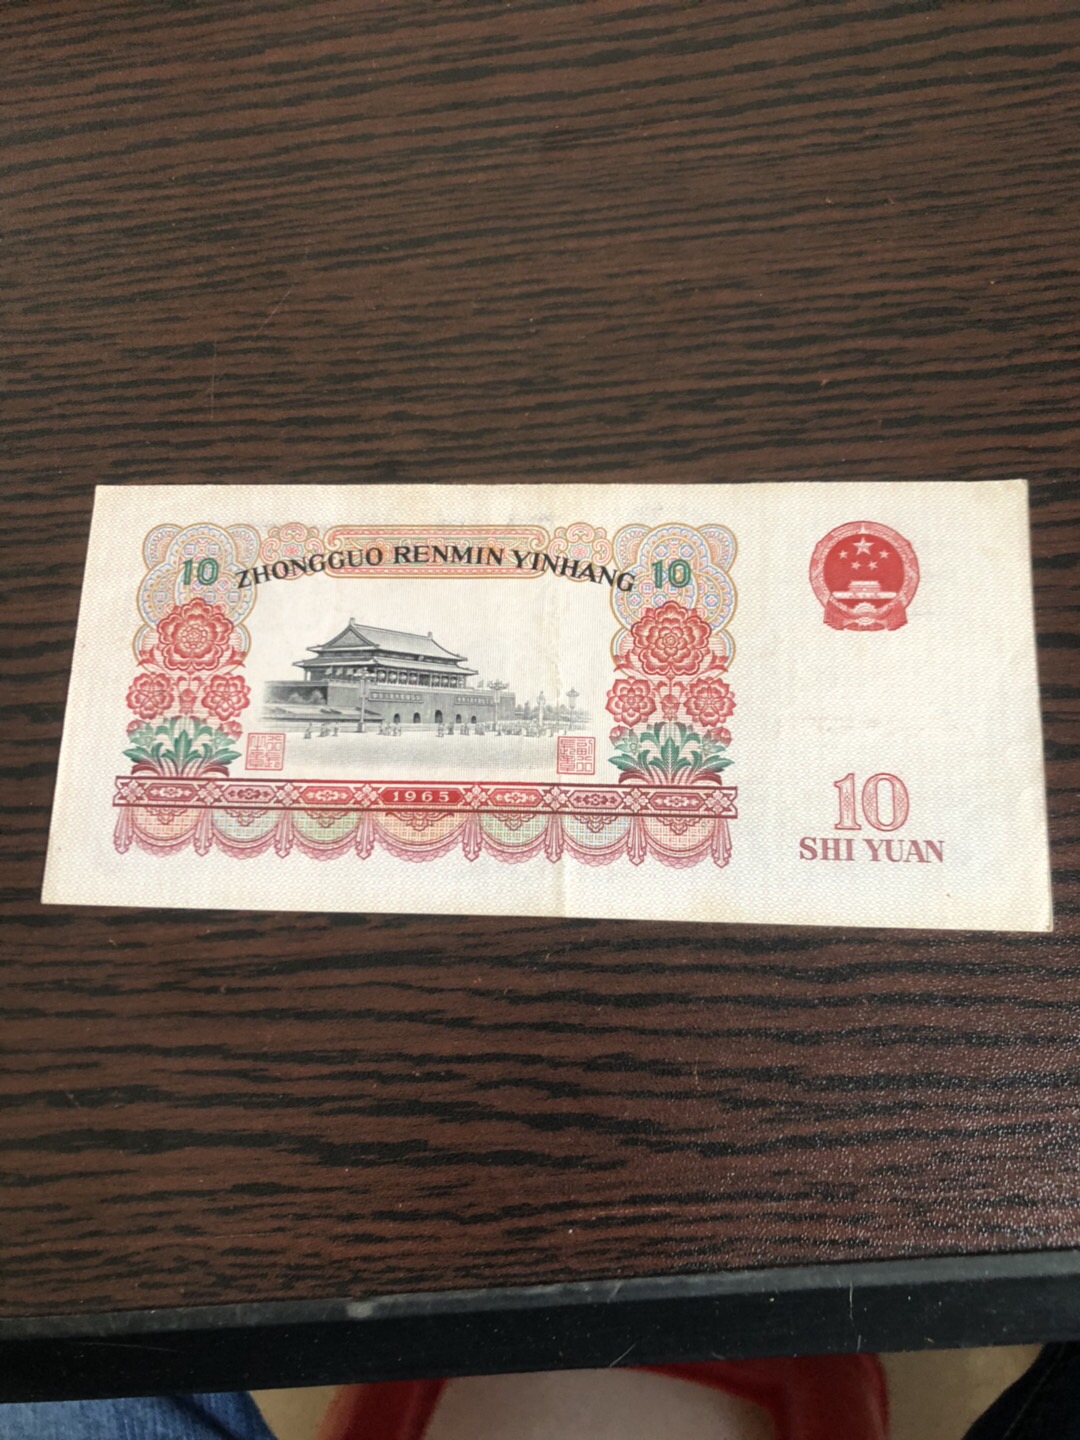 10 ZHONGGUO RENMIN YINHANG 10
1965
10
SHI YUAN